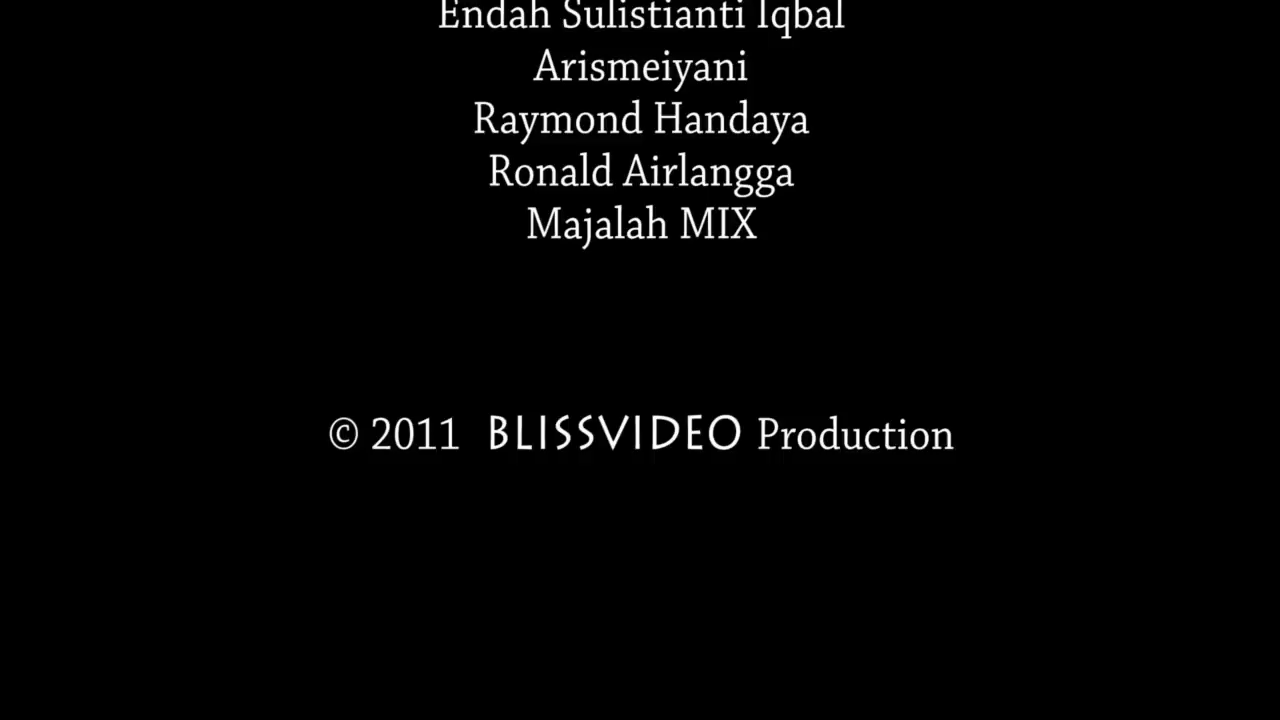 Endah Sulistianti Iqbal
Arismeiyani
Raymond Handaya
Ronald Airlangga
Majalah MIX
© 2011 BLISSVIDEO Production